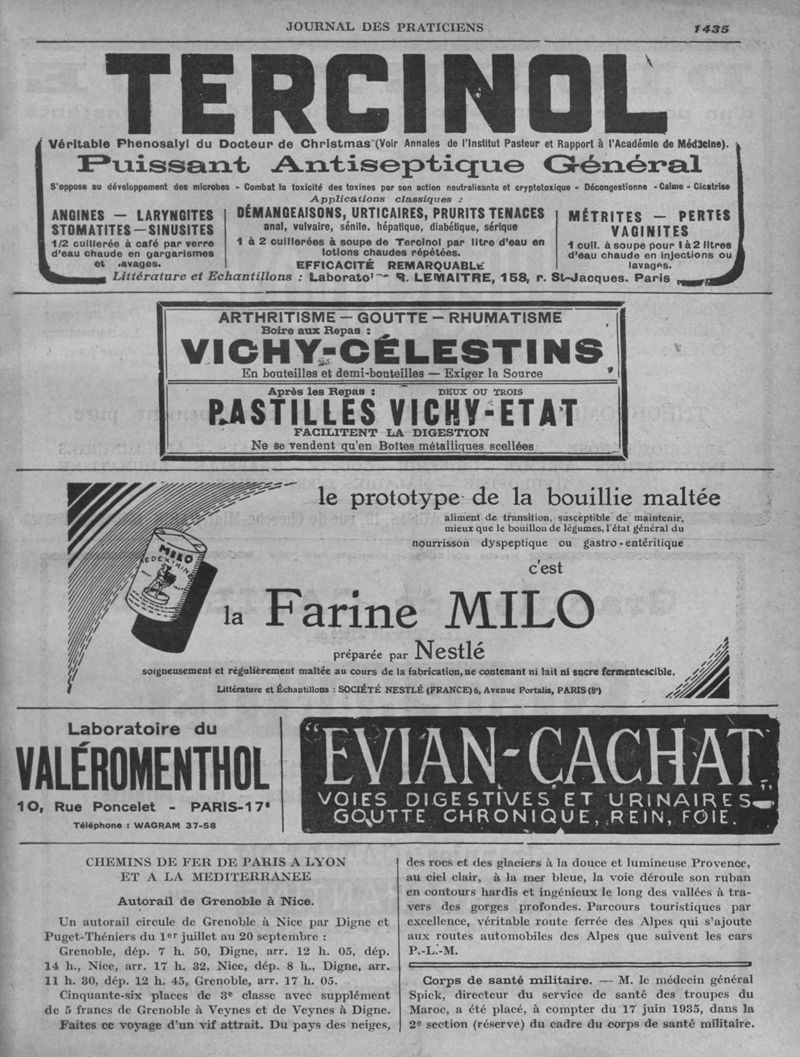 JOURNAL DES PRATICIENS 1435
TERCINOL
Véritable Phenosalyl du Docteur de Christmas (Voir Annales de l'Institut Pasteur et Rapport à l'Académie de Médecine).
Puissant Antiseptique Général
S'oppose au développement des microbes - Combat la toxicité des toxines par son action neutralisante et cryptotoxique - Décongestionne - Calme - Cicatrise
Applications classiques :
ANGINES — LARYNGITES
STOMATITES — SINUSITES
1/2 cuillerée à café par verre
d'eau chaude en gargarismes
et lavages.
DÉMANGEAISONS, URTICAIRES, PRURITS TENACES
anal, vulvaire, sénile, hépatique, diabétique, sérique
1 à 2 cuillerées à soupe de Tercinol par litre d'eau en
lotions chaudes répétées.
EFFICACITÉ REMARQUABLE
MÉTRITES — PERTES
VAGINITES
1 cuil. à soupe pour 1 à 2 litres
d'eau chaude en injections ou
lavages.
Littérature et Echantillons : Laborato R. LEMAITRE, 158, r. St-Jacques. Paris
ARTHRITISME — GOUTTE — RHUMATISME
Boire aux Repas :
VICHY-CÉLESTINS
En bouteilles et demi-bouteilles — Exiger la Source
Après les Repas : DEUX OU TROIS
PASTILLES VICHY-ETAT
FACILITENT LA DIGESTION
Ne se vendent qu'en Boîtes métalliques scellées
le prototype de la bouillie maltée
aliment de transition, susceptible de maintenir,
mieux que le bouillon de légumes, l'état général du
nourrisson dyspeptique ou gastro-entéritique
c'est
MILO
la Farine MILO
préparée par Nestlé
soigneusement et régulièrement maltée au cours de la fabrication, ne contenant ni lait ni sucre fermentescible.
Littérature et Échantillons : SOCIÉTÉ NESTLÉ (FRANCE) 6, Avenue Portalis, PARIS (8e)
Laboratoire du
VALÉROMENTHOL
10, Rue Poncelet - PARIS-17e
Téléphone : WAGRAM 37-58
"EVIAN-CACHAT"
VOIES DIGESTIVES ET URINAIRES
GOUTTE CHRONIQUE, REIN, FOIE.
CHEMINS DE FER DE PARIS A LYON
ET A LA MEDITERRANEE
Autorail de Grenoble à Nice.
Un autorail circule de Grenoble à Nice par Digne et
Puget-Théniers du 1er juillet au 20 septembre :
Grenoble, dép. 7 h. 50, Digne, arr. 12 h. 05, dép.
14 h., Nice, arr. 17 h. 32. Nice, dép. 8 h., Digne, arr.
11 h. 30, dép. 12 h. 45, Grenoble, arr. 17 h. 05.
Cinquante-six places de 3e classe avec supplément
de 5 francs de Grenoble à Veynes et de Veynes à Digne.
Faites ce voyage d'un vif attrait. Du pays des neiges,
des rocs et des glaciers à la douce et lumineuse Provence,
au ciel clair, à la mer bleue, la voie déroule son ruban
en contours hardis et ingénieux le long des vallées à tra-
vers des gorges profondes. Parcours touristiques par
excellence, véritable route ferrée des Alpes qui s'ajoute
aux routes automobiles des Alpes que suivent les cars
P.-L.-M.
Corps de santé militaire. — M. le médecin général
Spick, directeur du service de santé des troupes du
Maroc, a été placé, à compter du 17 juin 1935, dans la
2e section (réserve) du cadre du corps de santé militaire.